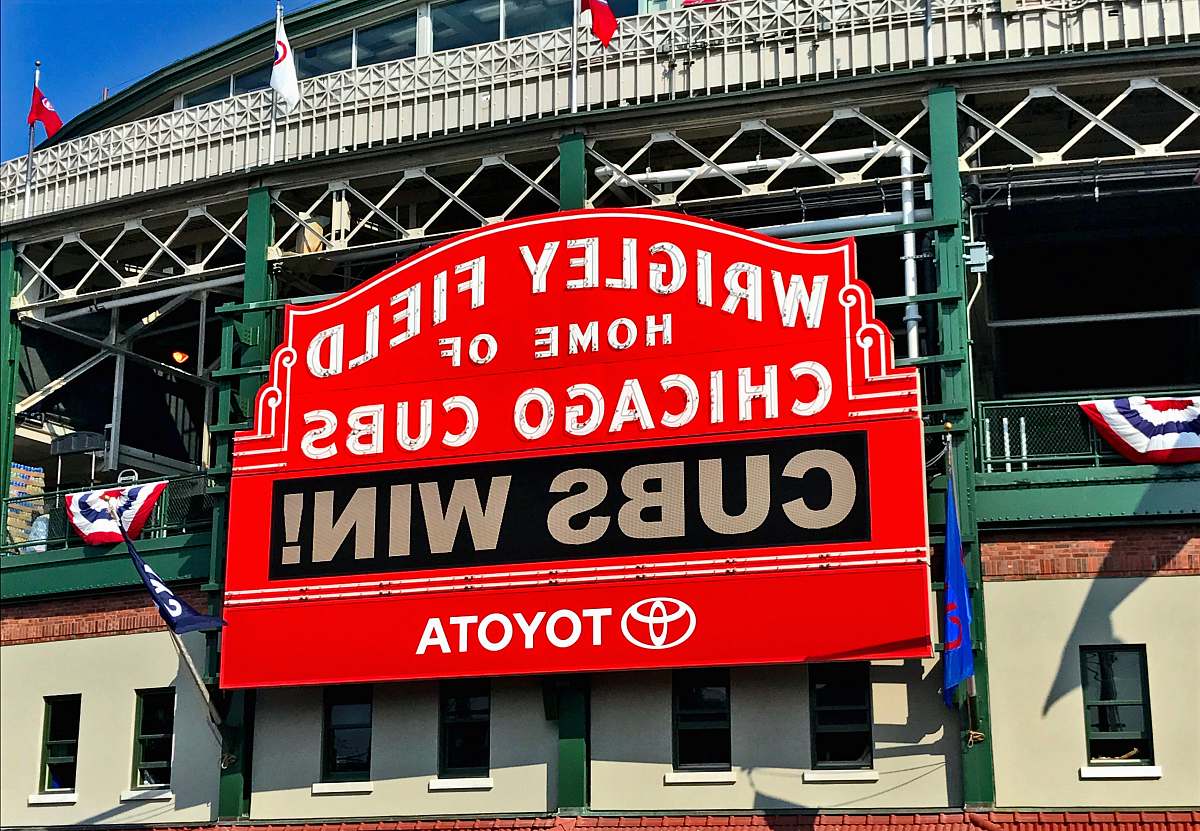 WRIGLEY FIELD
HOME OF
CHICAGO CUBS
CUBS WIN!
TOYOTA